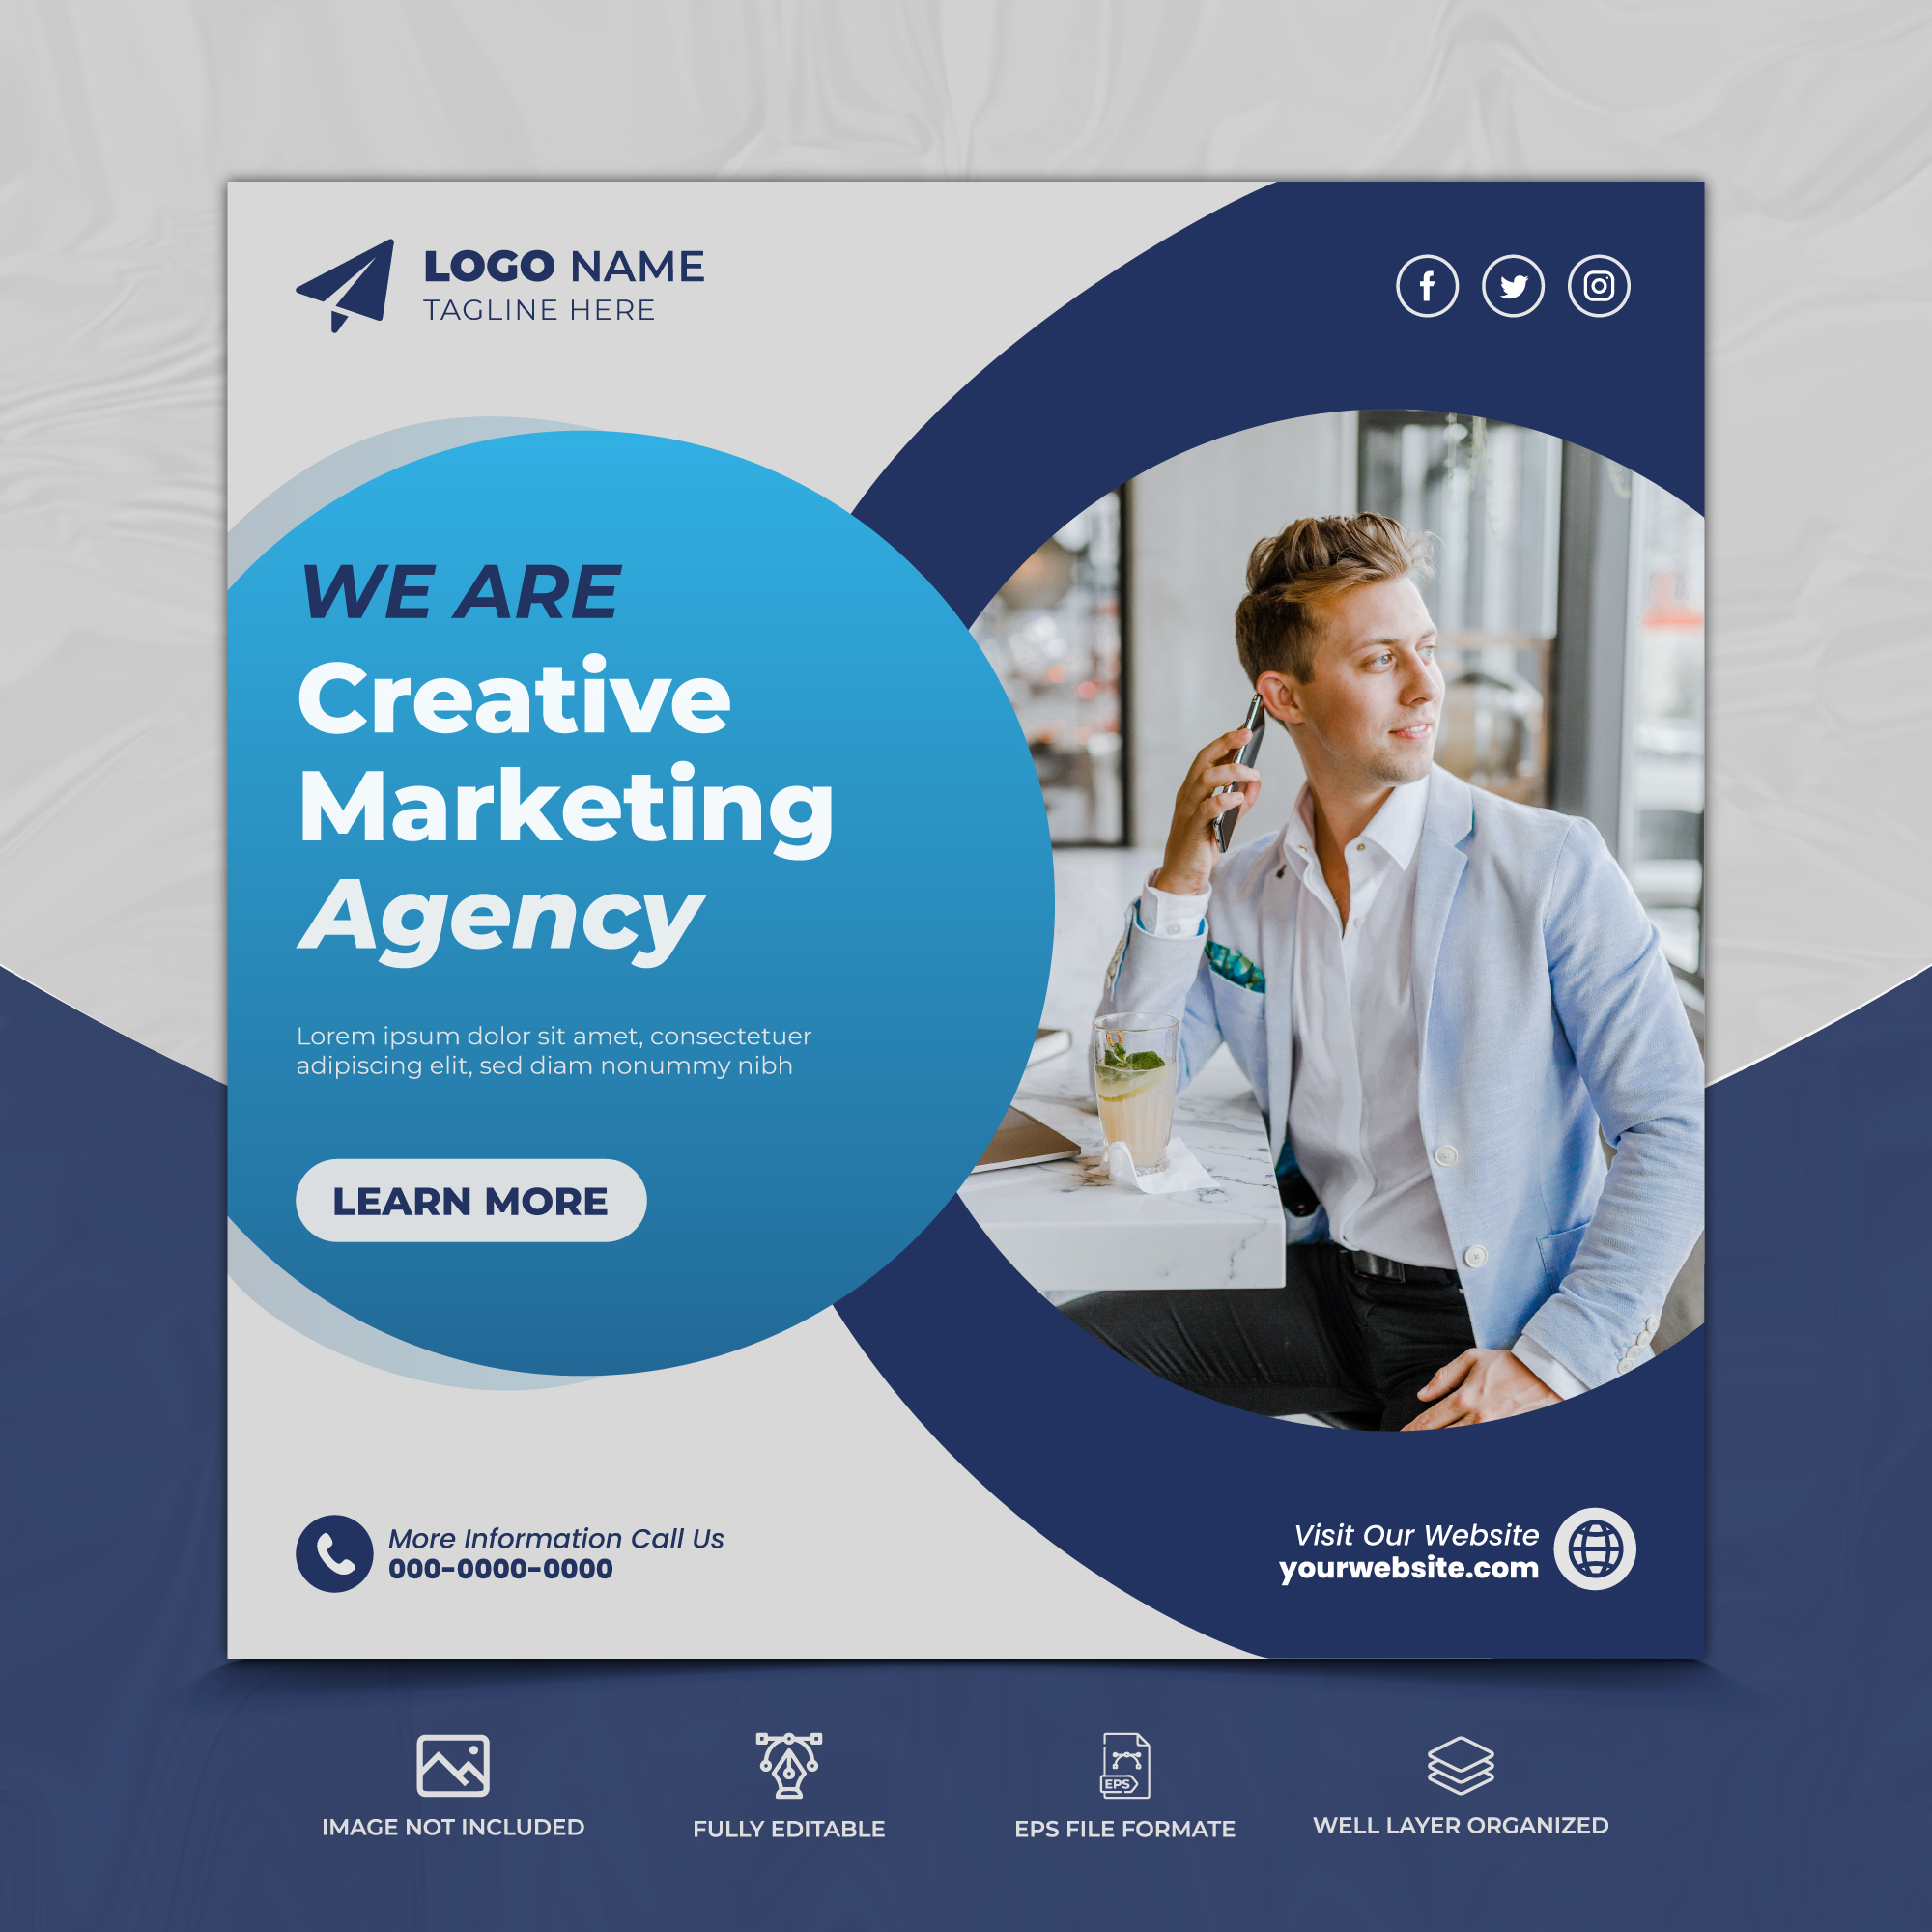 LOGO NAME
TAGLINE HERE
WE ARE
Creative
Marketing
Agency
Lorem ipsum dolor sit amet, consectetuer
adipiscing elit, sed diam nonummy nibh
LEARN MORE
More Information Call Us
000-0000-0000
Visit Our Website
yourwebsite.com
EPS
IMAGE NOT INCLUDED
FULLY EDITABLE
EPS FILE FORMATE
WELL LAYER ORGANIZED